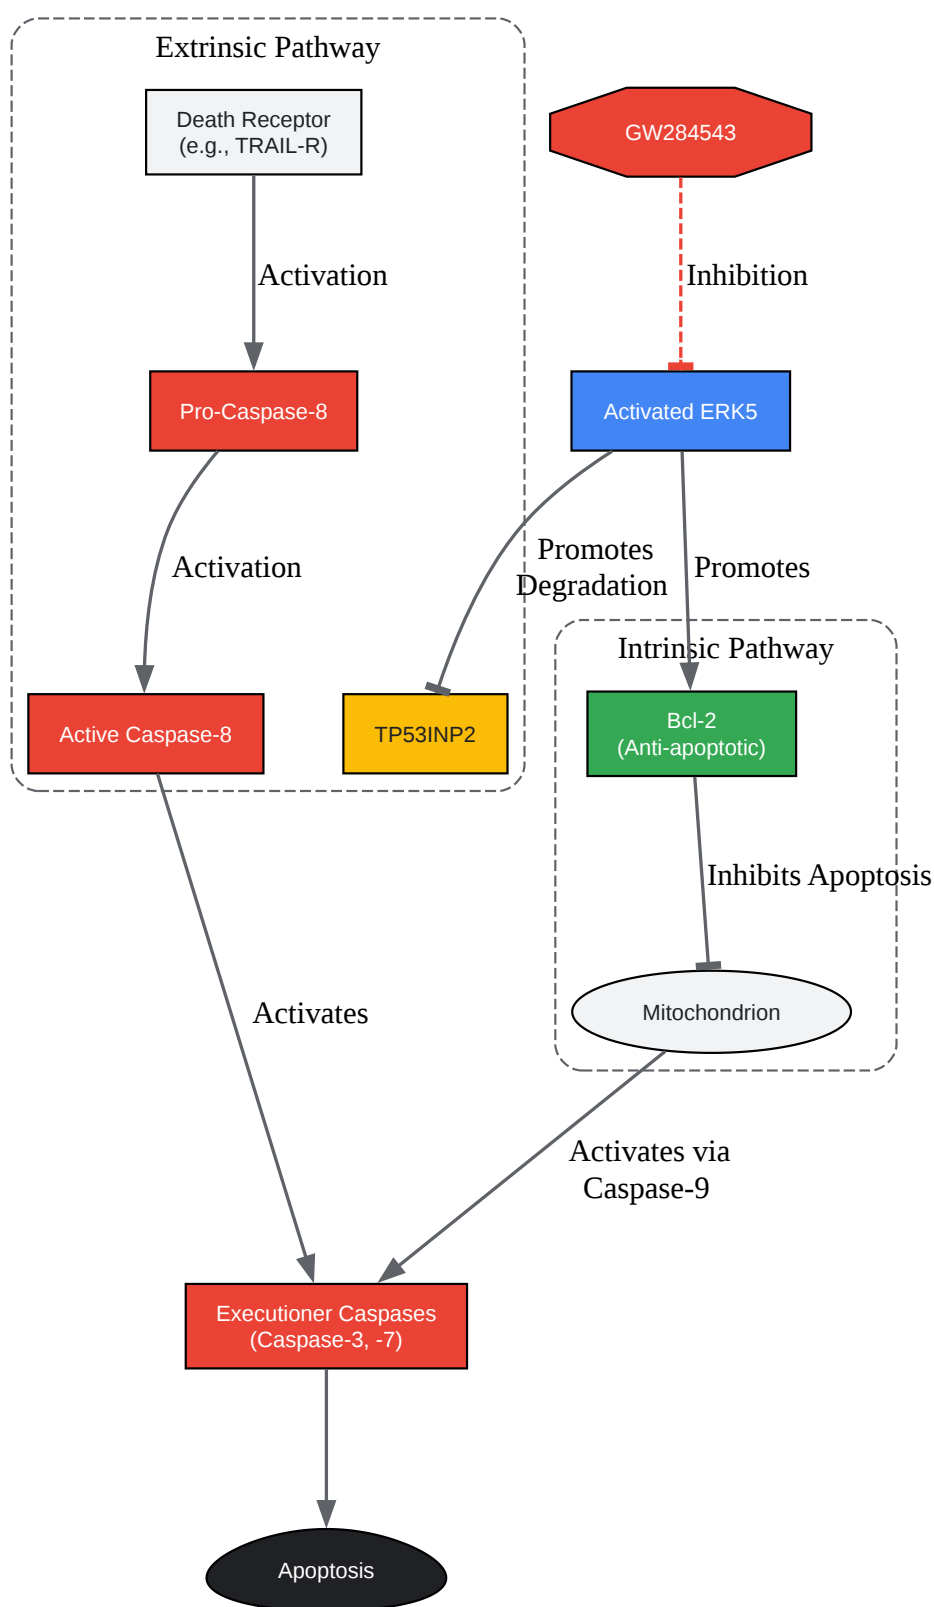 Extrinsic Pathway
Death Receptor
(e.g., TRAIL-R)
GW284543
Activation
Inhibition
Pro-Caspase-8
Activated ERK5
Activation
Promotes
Degradation
Promotes
Intrinsic Pathway
Active Caspase-8
TP53INP2
Bcl-2
(Anti-apoptotic)
Inhibits Apoptosis
Activates
Mitochondrion
Activates via
Caspase-9
Executioner Caspases
(Caspase-3, -7)
Apoptosis